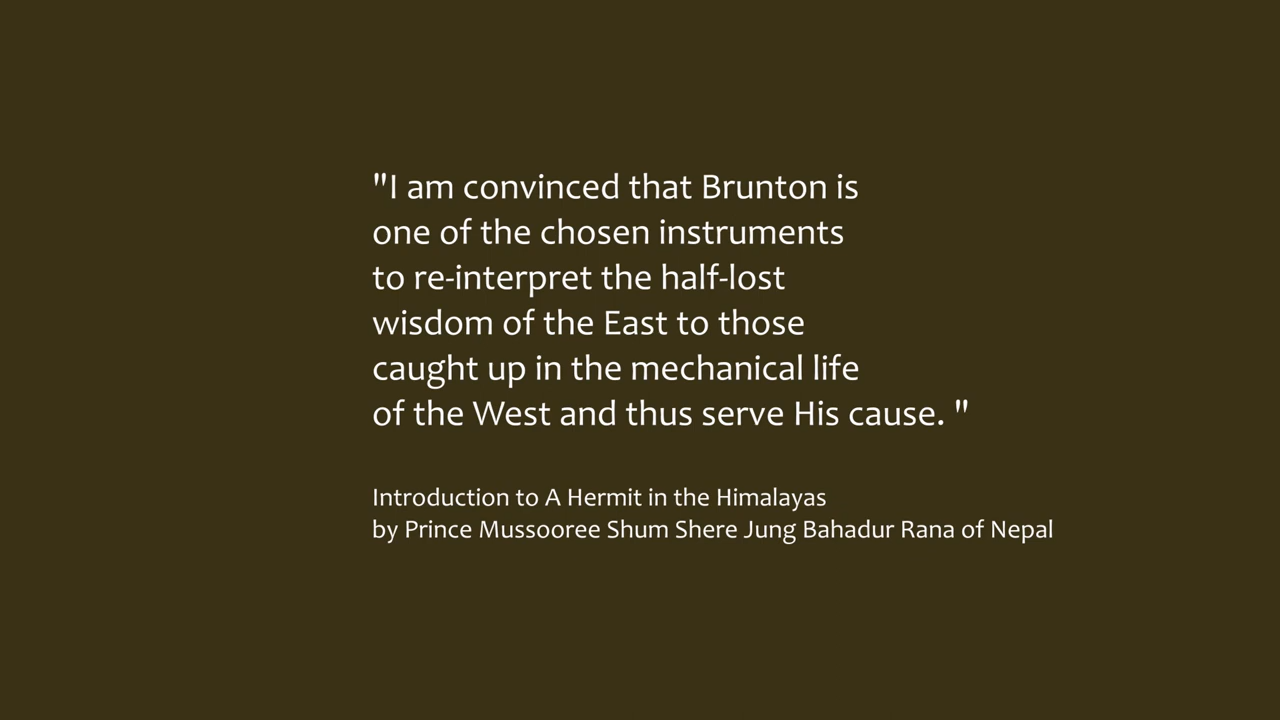 "I am convinced that Brunton is
one of the chosen instruments
to re-interpret the half-lost
wisdom of the East to those
caught up in the mechanical life
of the West and thus serve His cause. "
Introduction to A Hermit in the Himalayas
by Prince Mussooree Shum Shere Jung Bahadur Rana of Nepal